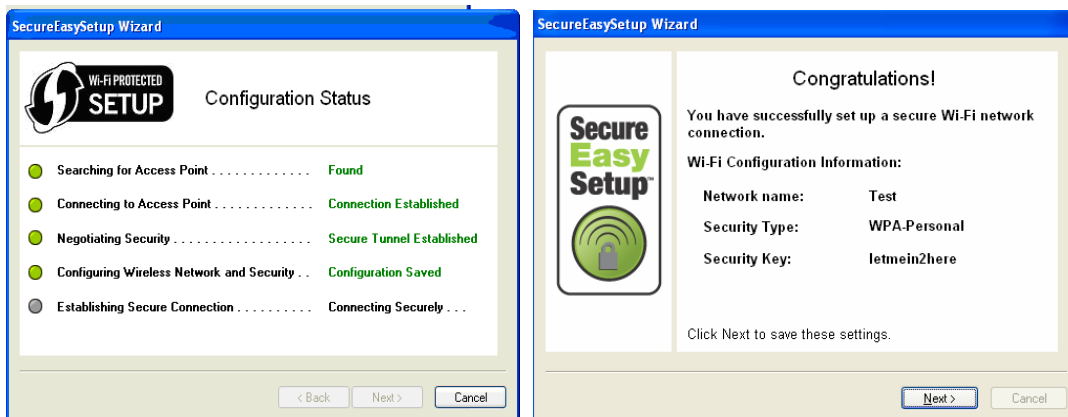 SecureEasySetup Wizard
Wi-Fi PROTECTED
SETUP
Configuration Status
Searching for Access Point . . . . . . . . . . . . . Found
Connecting to Access Point . . . . . . . . . . . . . Connection Established
Negotiating Security . . . . . . . . . . . . . . . . . . Secure Tunnel Established
Configuring Wireless Network and Security . . Configuration Saved
Establishing Secure Connection . . . . . . . . . . Connecting Securely . . .
< Back Next > Cancel
SecureEasySetup Wizard
Secure
Easy
Setup™
Congratulations!
You have successfully set up a secure Wi-Fi network
connection.
Wi-Fi Configuration Information:
Network name: Test
Security Type: WPA-Personal
Security Key: letmein2here
Click Next to save these settings.
Next > Cancel